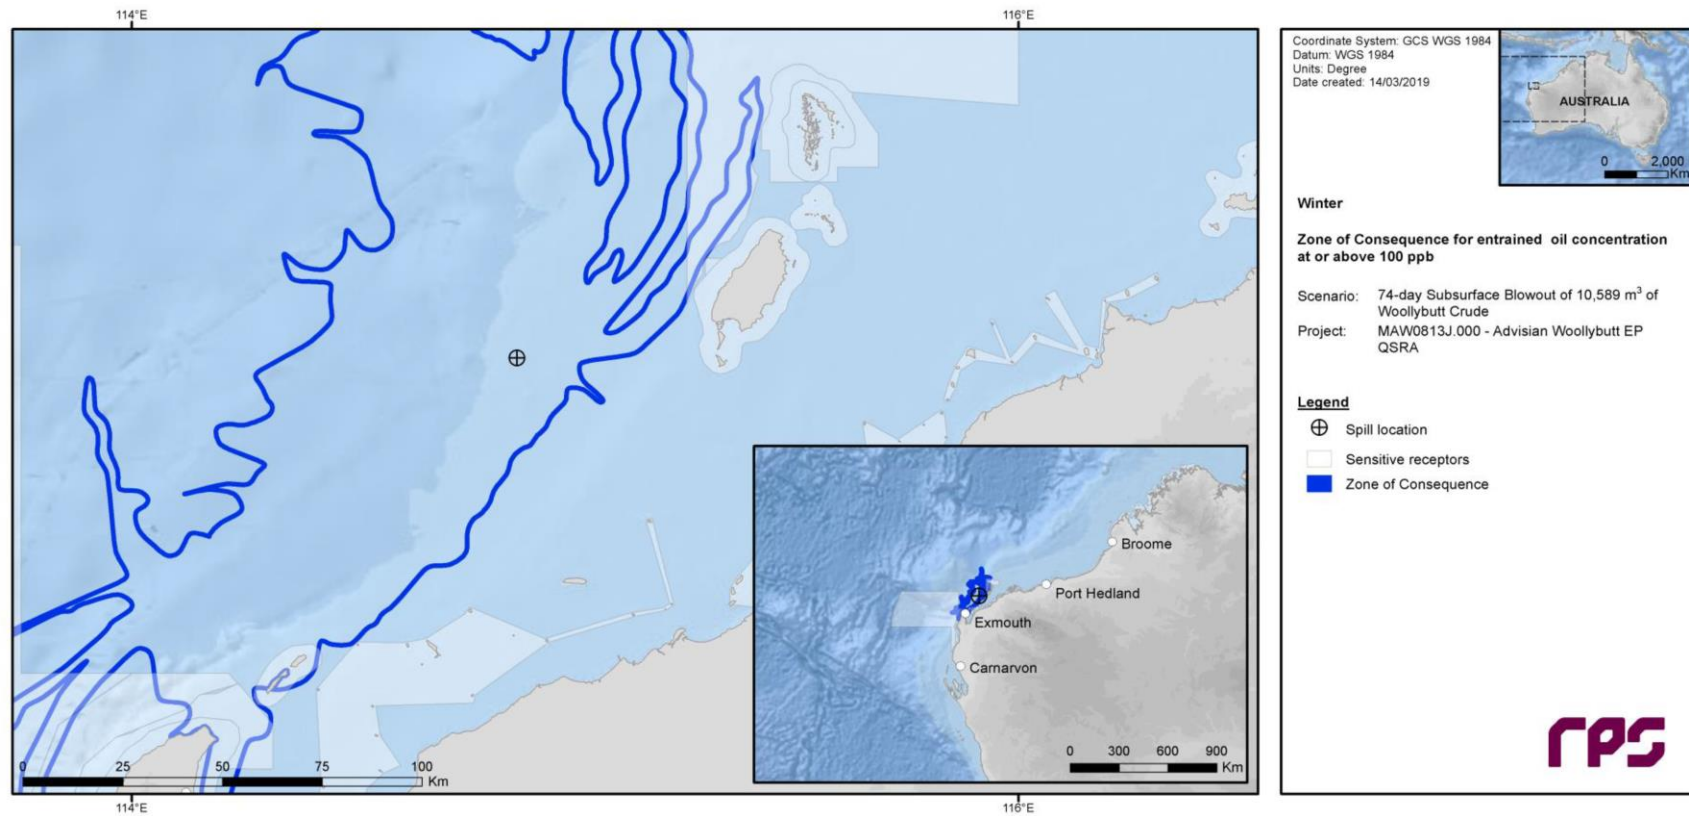 114°E
116°E
0 25 50 75 100
Km
114°E
116°E
Broome
Port Hedland
Exmouth
Carnarvon
0 300 600 900
Km
Coordinate System: GCS WGS 1984
Datum: WGS 1984
Units: Degree
Date created: 14/03/2019
AUSTRALIA
0 2,000
Km
Winter
Zone of Consequence for entrained oil concentration
at or above 100 ppb
Scenario: 74-day Subsurface Blowout of 10,589 m³ of
Woollybutt Crude
Project: MAW0813J.000 - Advisian Woollybutt EP
QSRA
Legend
Spill location
Sensitive receptors
Zone of Consequence
rps